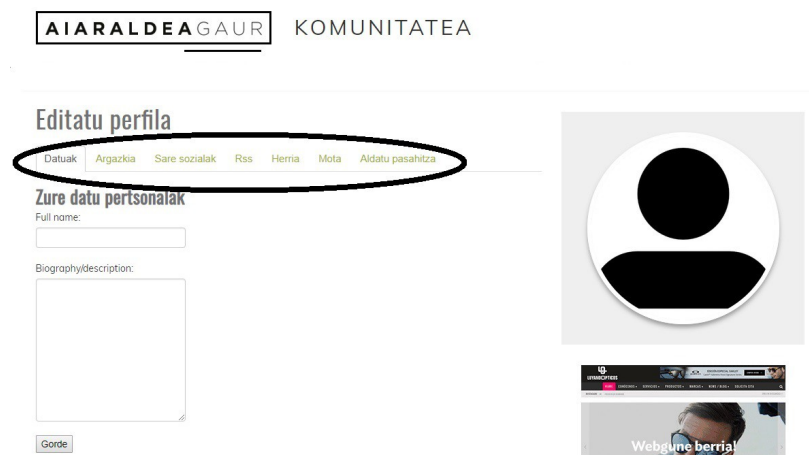 AIARALDEAGAUR KOMUNITATEA
Editatu perfila
Datuak Argazkia Sare sozialak Rss Herria Mota Aldatu pasahitza
Zure datu pertsonalak
Full name:
Biography/description:
Gorde
Webgune berria!